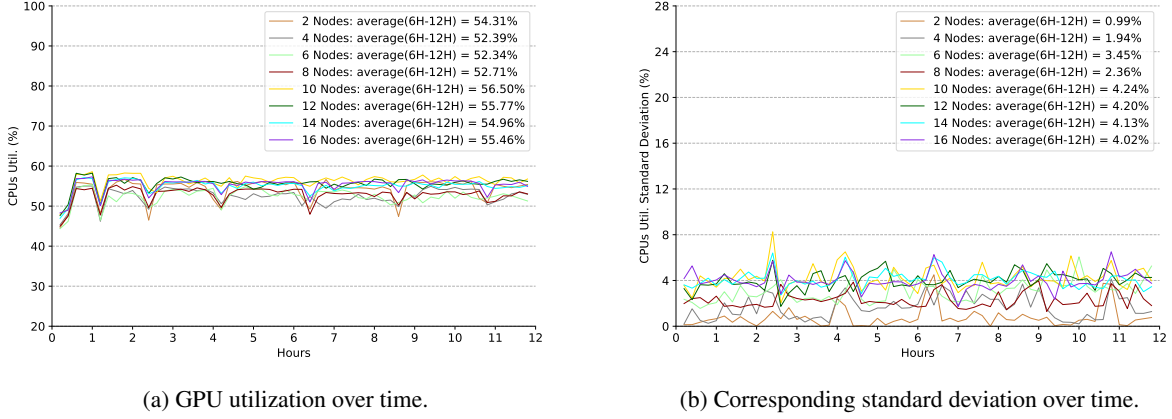 100
90
80
70
60
50
40
30
20
CPUs Util. (%)
2 Nodes: average(6H-12H) = 54.31%
4 Nodes: average(6H-12H) = 52.39%
6 Nodes: average(6H-12H) = 52.34%
8 Nodes: average(6H-12H) = 52.71%
10 Nodes: average(6H-12H) = 56.50%
12 Nodes: average(6H-12H) = 55.77%
14 Nodes: average(6H-12H) = 54.96%
16 Nodes: average(6H-12H) = 55.46%
0 1 2 3 4 5 6 7 8 9 10 11 12
Hours
(a) GPU utilization over time.
28
24
20
16
12
8
4
0
CPUs Util. Standard Deviation (%)
2 Nodes: average(6H-12H) = 0.99%
4 Nodes: average(6H-12H) = 1.94%
6 Nodes: average(6H-12H) = 3.45%
8 Nodes: average(6H-12H) = 2.36%
10 Nodes: average(6H-12H) = 4.24%
12 Nodes: average(6H-12H) = 4.20%
14 Nodes: average(6H-12H) = 4.13%
16 Nodes: average(6H-12H) = 4.02%
0 1 2 3 4 5 6 7 8 9 10 11 12
Hours
(b) Corresponding standard deviation over time.